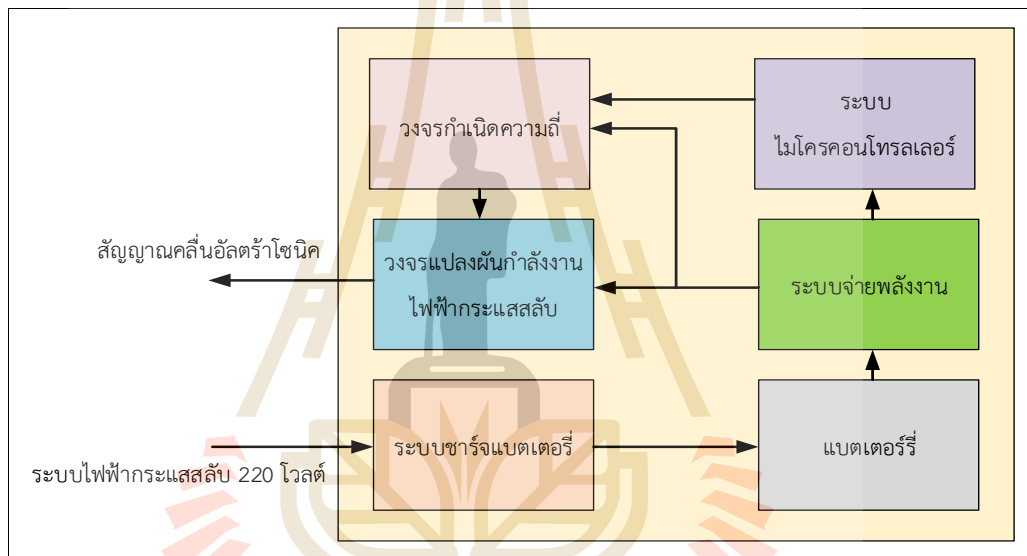 วงจรกำเนิดความถี่
ระบบ
ไมโครคอนโทรลเลอร์
สัญญาณคลื่นอัลตร้าโซนิค
วงจรแปลงผันกำลังงาน
ไฟฟ้ากระแสสลับ
ระบบจ่ายพลังงาน
ระบบชาร์จแบตเตอรี่
แบตเตอร์รี่
ระบบไฟฟ้ากระแสสลับ 220 โวลต์